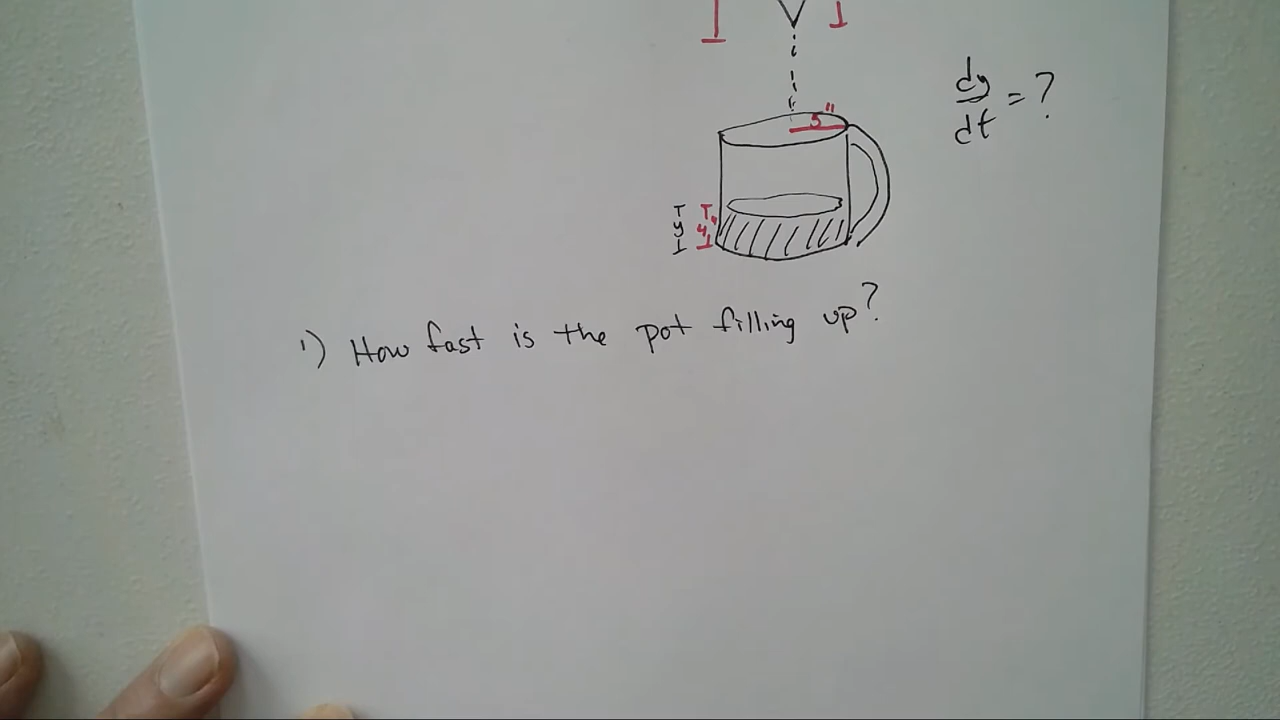 5"
dy/dt = ?
y 4"
1) How fast is the pot filling up?